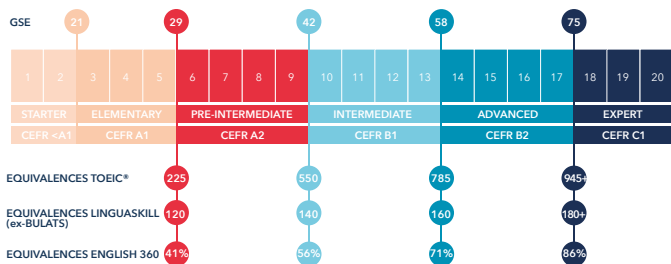 GSE 21 29 42 58 75
1 2 3 4 5 6 7 8 9 10 11 12 13 14 15 16 17 18 19 20
STARTER ELEMENTARY PRE-INTERMEDIATE INTERMEDIATE ADVANCED EXPERT
CEFR <A1 CEFR A1 CEFR A2 CEFR B1 CEFR B2 CEFR C1
EQUIVALENCES TOEIC® 225 550 785 945+
EQUIVALENCES LINGUASKILL 120 140 160 180+
(ex-BULATS)
EQUIVALENCES ENGLISH 360 41% 56% 71% 86%